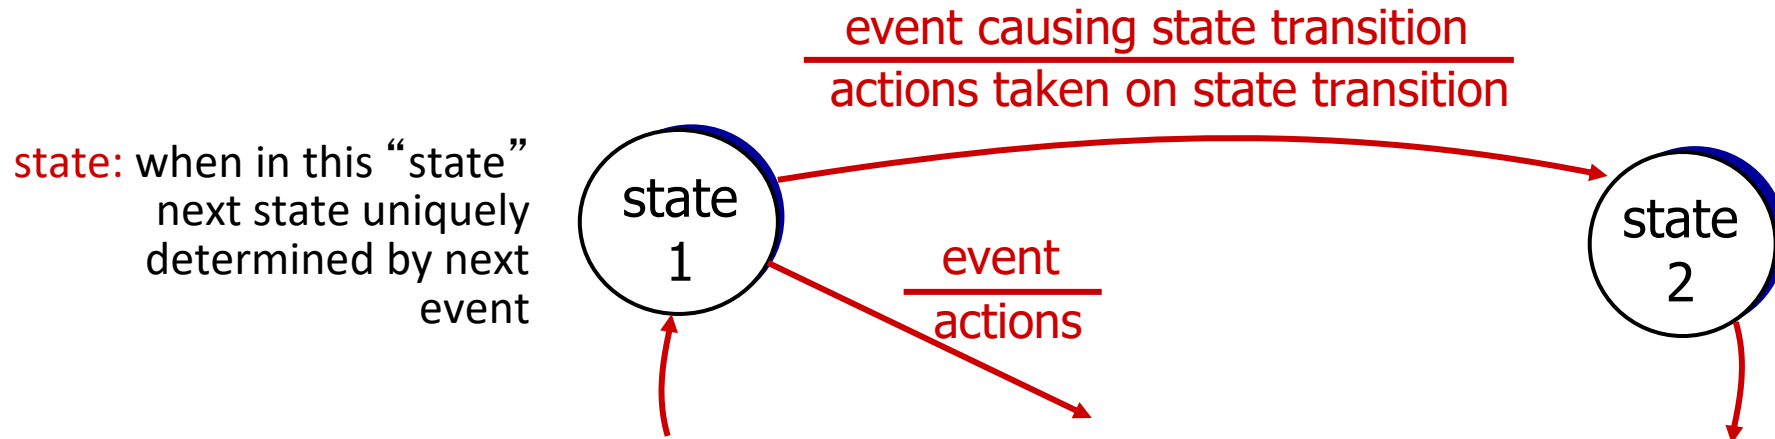 event causing state transition
actions taken on state transition
state: when in this “state”
next state uniquely
determined by next
event
state
1
event
actions
state
2